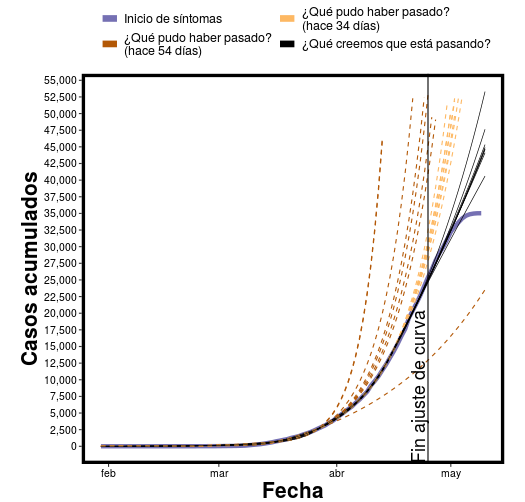 Inicio de síntomas
¿Qué pudo haber pasado?
(hace 54 días)
¿Qué pudo haber pasado?
(hace 34 días)
¿Qué creemos que está pasando?
Casos acumulados
55,000
52,500
50,000
47,500
45,000
42,500
40,000
37,500
35,000
32,500
30,000
27,500
25,000
22,500
20,000
17,500
15,000
12,500
10,000
7,500
5,000
2,500
0
Fin ajuste de curva
feb
mar
abr
may
Fecha